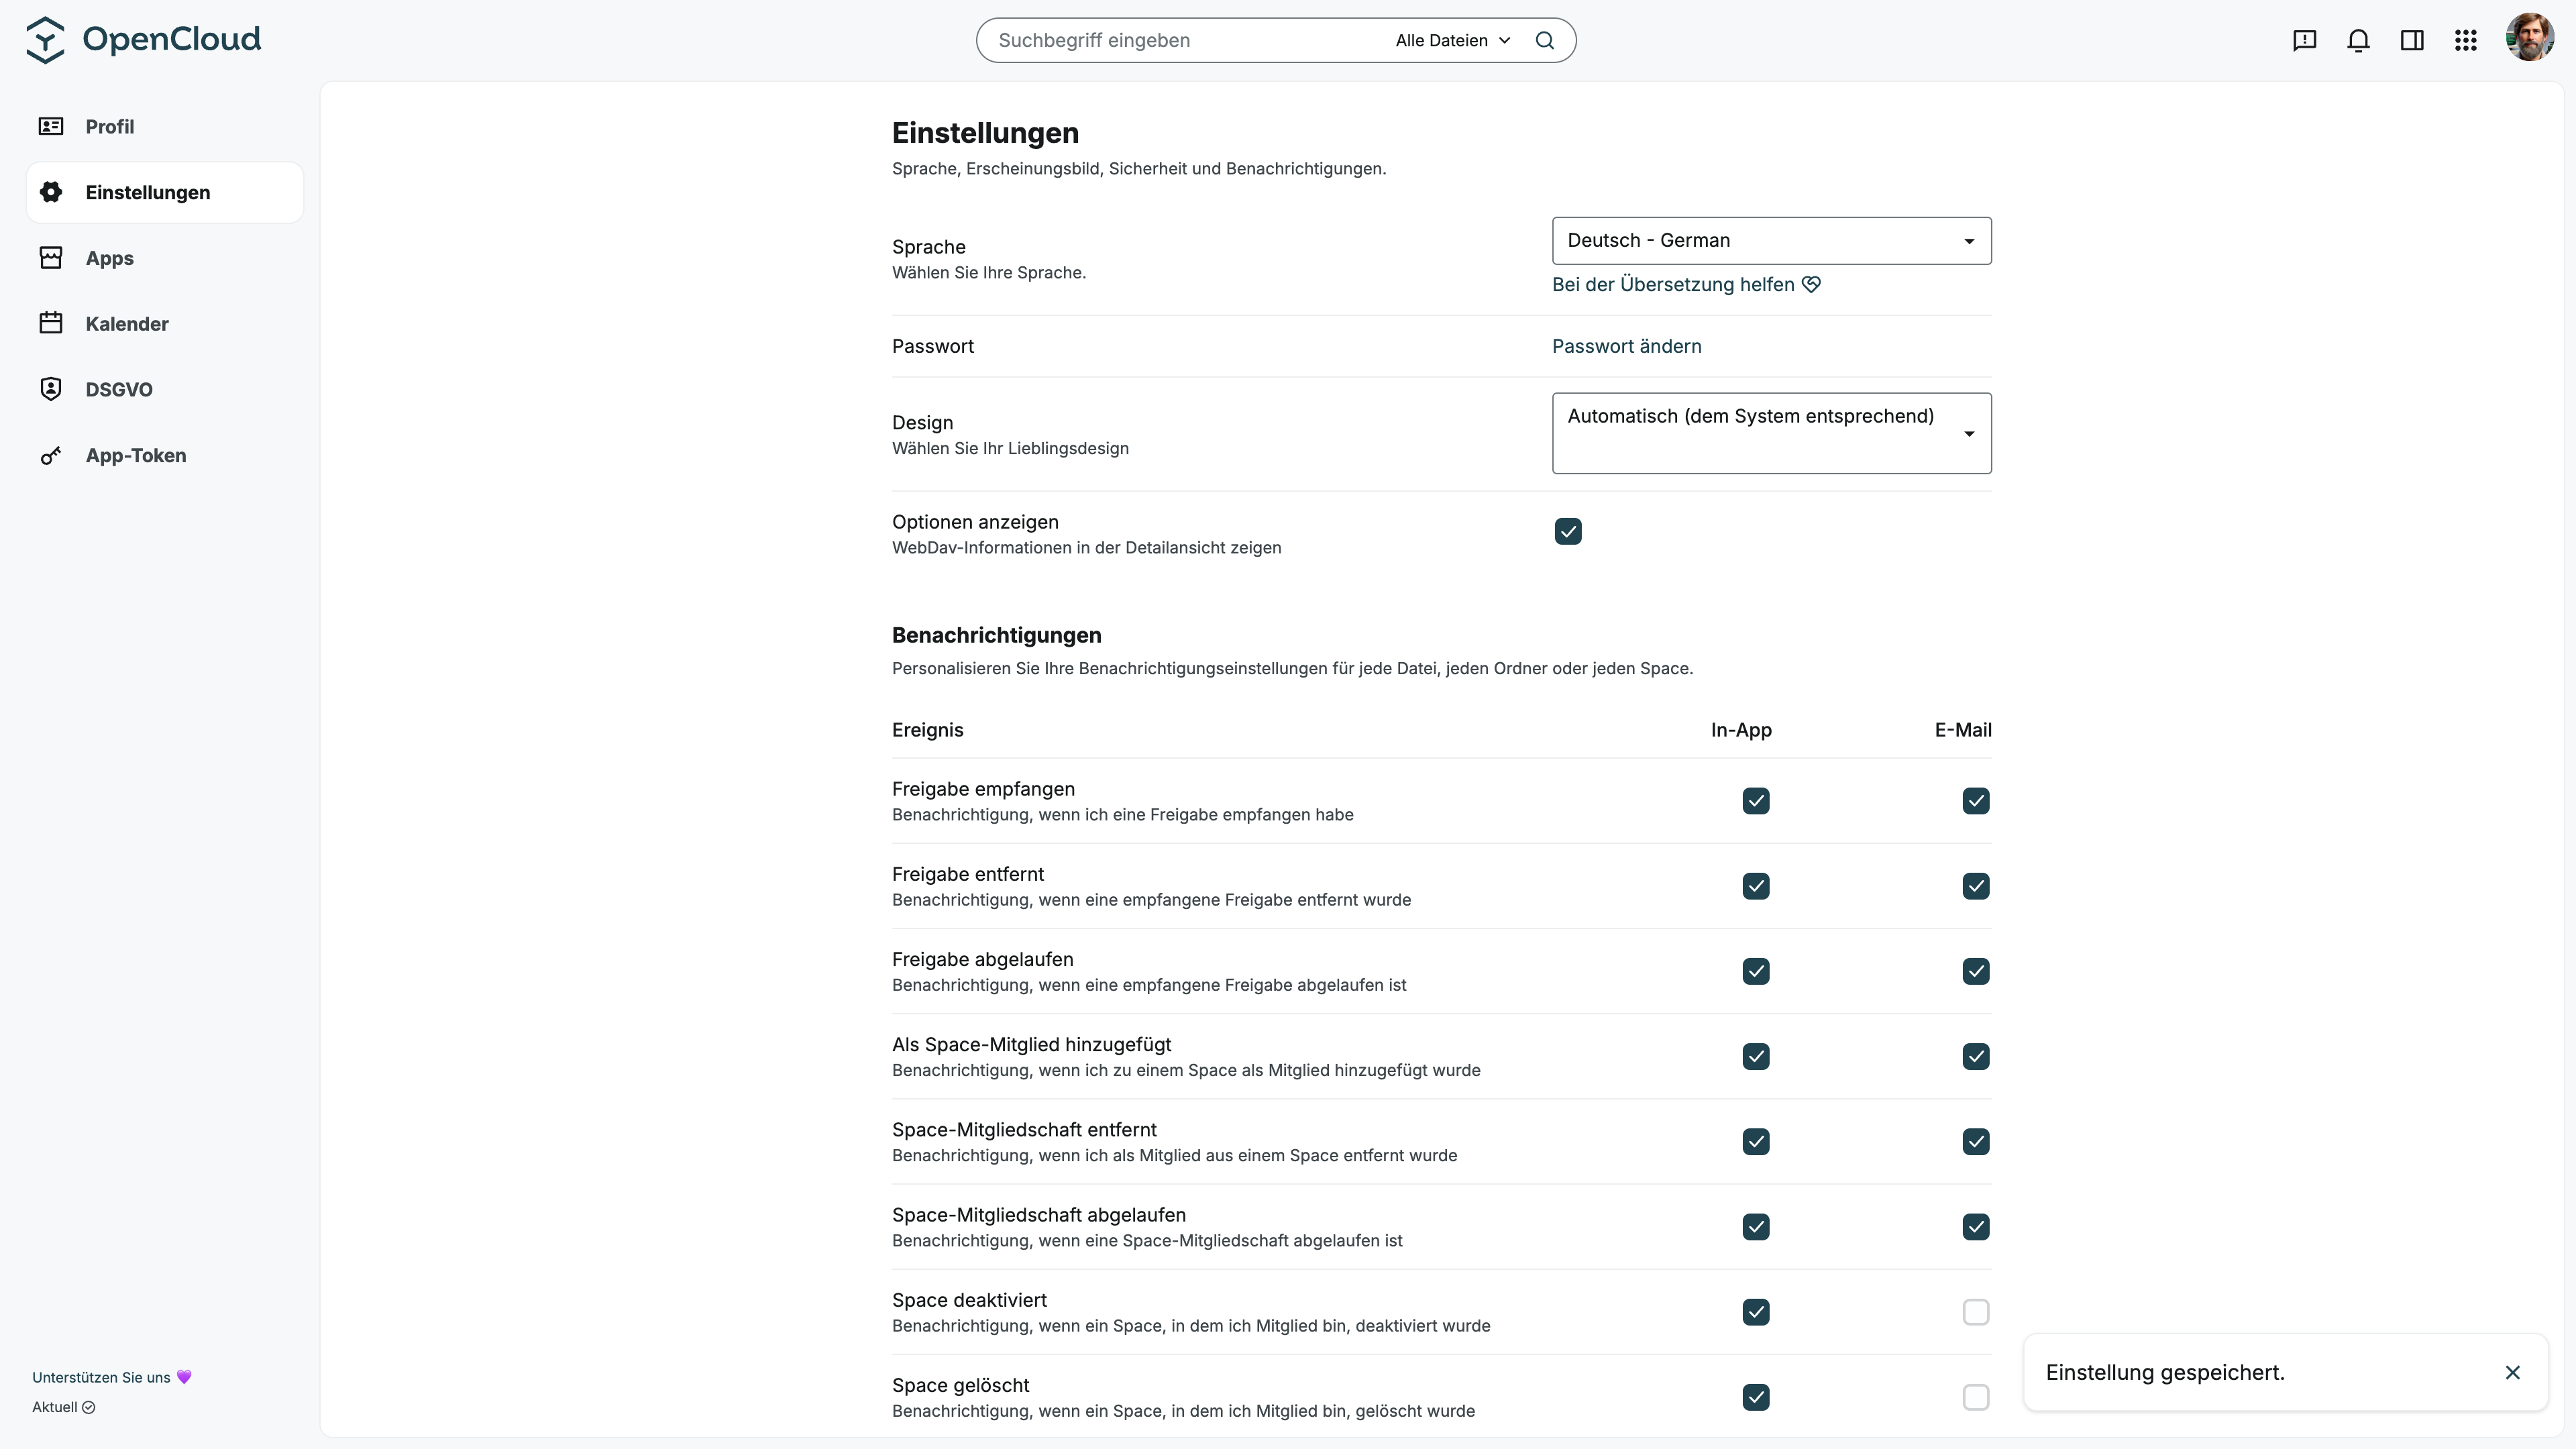 OpenCloud
Suchbegriff eingeben
Alle Dateien
Profil
Einstellungen
Apps
Kalender
DSGVO
App-Token
Unterstützen Sie uns 💜
Aktuell
Einstellungen
Sprache, Erscheinungsbild, Sicherheit und Benachrichtigungen.
Sprache
Wählen Sie Ihre Sprache.
Deutsch - German
Bei der Übersetzung helfen
Passwort
Passwort ändern
Design
Wählen Sie Ihr Lieblingsdesign
Automatisch (dem System entsprechend)
Optionen anzeigen
WebDav-Informationen in der Detailansicht zeigen
Benachrichtigungen
Personalisieren Sie Ihre Benachrichtigungseinstellungen für jede Datei, jeden Ordner oder jeden Space.
Ereignis In-App E-Mail
Freigabe empfangen
Benachrichtigung, wenn ich eine Freigabe empfangen habe
Freigabe entfernt
Benachrichtigung, wenn eine empfangene Freigabe entfernt wurde
Freigabe abgelaufen
Benachrichtigung, wenn eine empfangene Freigabe abgelaufen ist
Als Space-Mitglied hinzugefügt
Benachrichtigung, wenn ich zu einem Space als Mitglied hinzugefügt wurde
Space-Mitgliedschaft entfernt
Benachrichtigung, wenn ich als Mitglied aus einem Space entfernt wurde
Space-Mitgliedschaft abgelaufen
Benachrichtigung, wenn eine Space-Mitgliedschaft abgelaufen ist
Space deaktiviert
Benachrichtigung, wenn ein Space, in dem ich Mitglied bin, deaktiviert wurde
Space gelöscht
Benachrichtigung, wenn ein Space, in dem ich Mitglied bin, gelöscht wurde
Einstellung gespeichert.